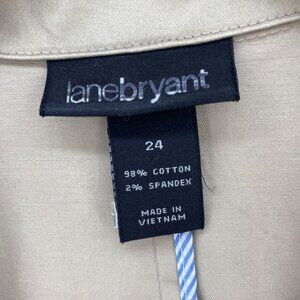 lanebryant
24
98% COTTON
2% SPANDEX
MADE IN
VIETNAM